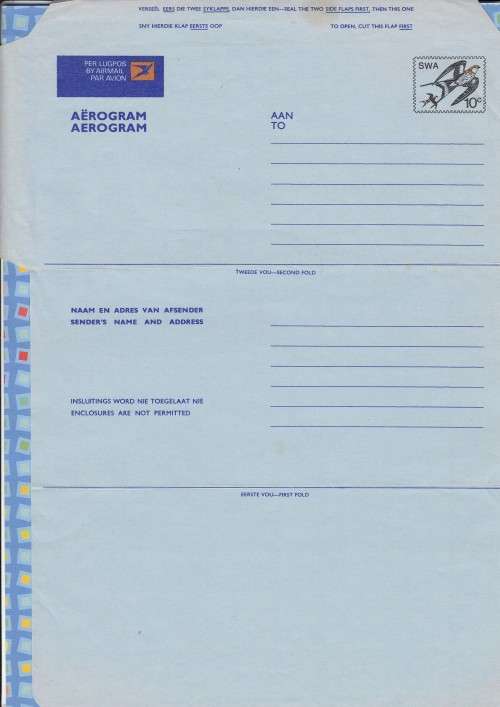 VERSEËL EERS DIE TWEE SYKLAPPE, DAN HIERDIE EEN—SEAL THE TWO SIDE FLAPS FIRST, THEN THIS ONE
SNY HIERDIE KLAP EERSTE OOP TO OPEN, CUT THIS FLAP FIRST
PER LUGPOS
BY AIRMAIL
PAR AVION
SWA
10c
AËROGRAM
AEROGRAM
AAN
TO
TWEEDE VOU—SECOND FOLD
NAAM EN ADRES VAN AFSENDER
SENDER'S NAME AND ADDRESS
INSLUITINGS WORD NIE TOEGELAAT NIE
ENCLOSURES ARE NOT PERMITTED
EERSTE VOU—FIRST FOLD